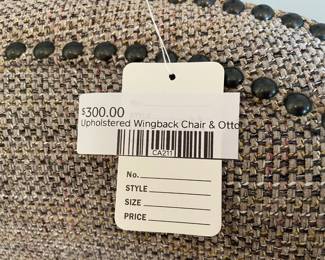 $300.00
Upholstered Wingback Chair & Otto
CA211
No.
STYLE
SIZE
PRICE